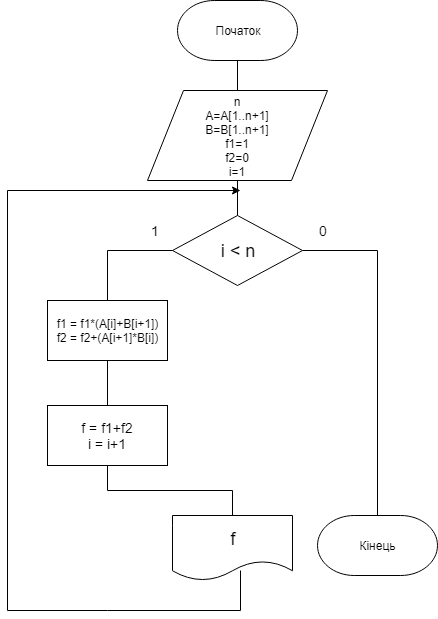 Початок
n
A=A[1..n+1]
B=B[1..n+1]
f1=1
f2=0
i=1
1
0
i < n
f1 = f1*(A[i]+B[i+1])
f2 = f2+(A[i+1]*B[i])
f = f1+f2
i = i+1
f
Кінець